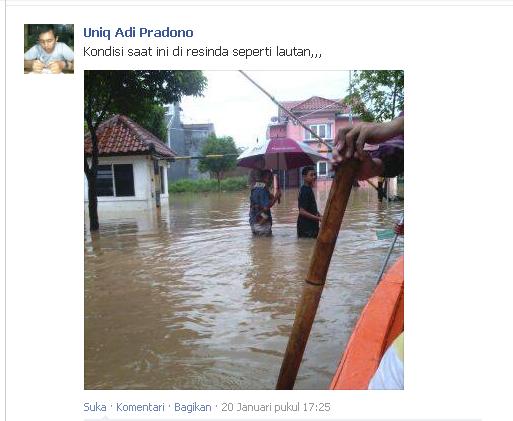 Uniq Adi Pradono
Kondisi saat ini di resinda seperti lautan,,,
Suka · Komentari · Bagikan · 20 Januari pukul 17:25